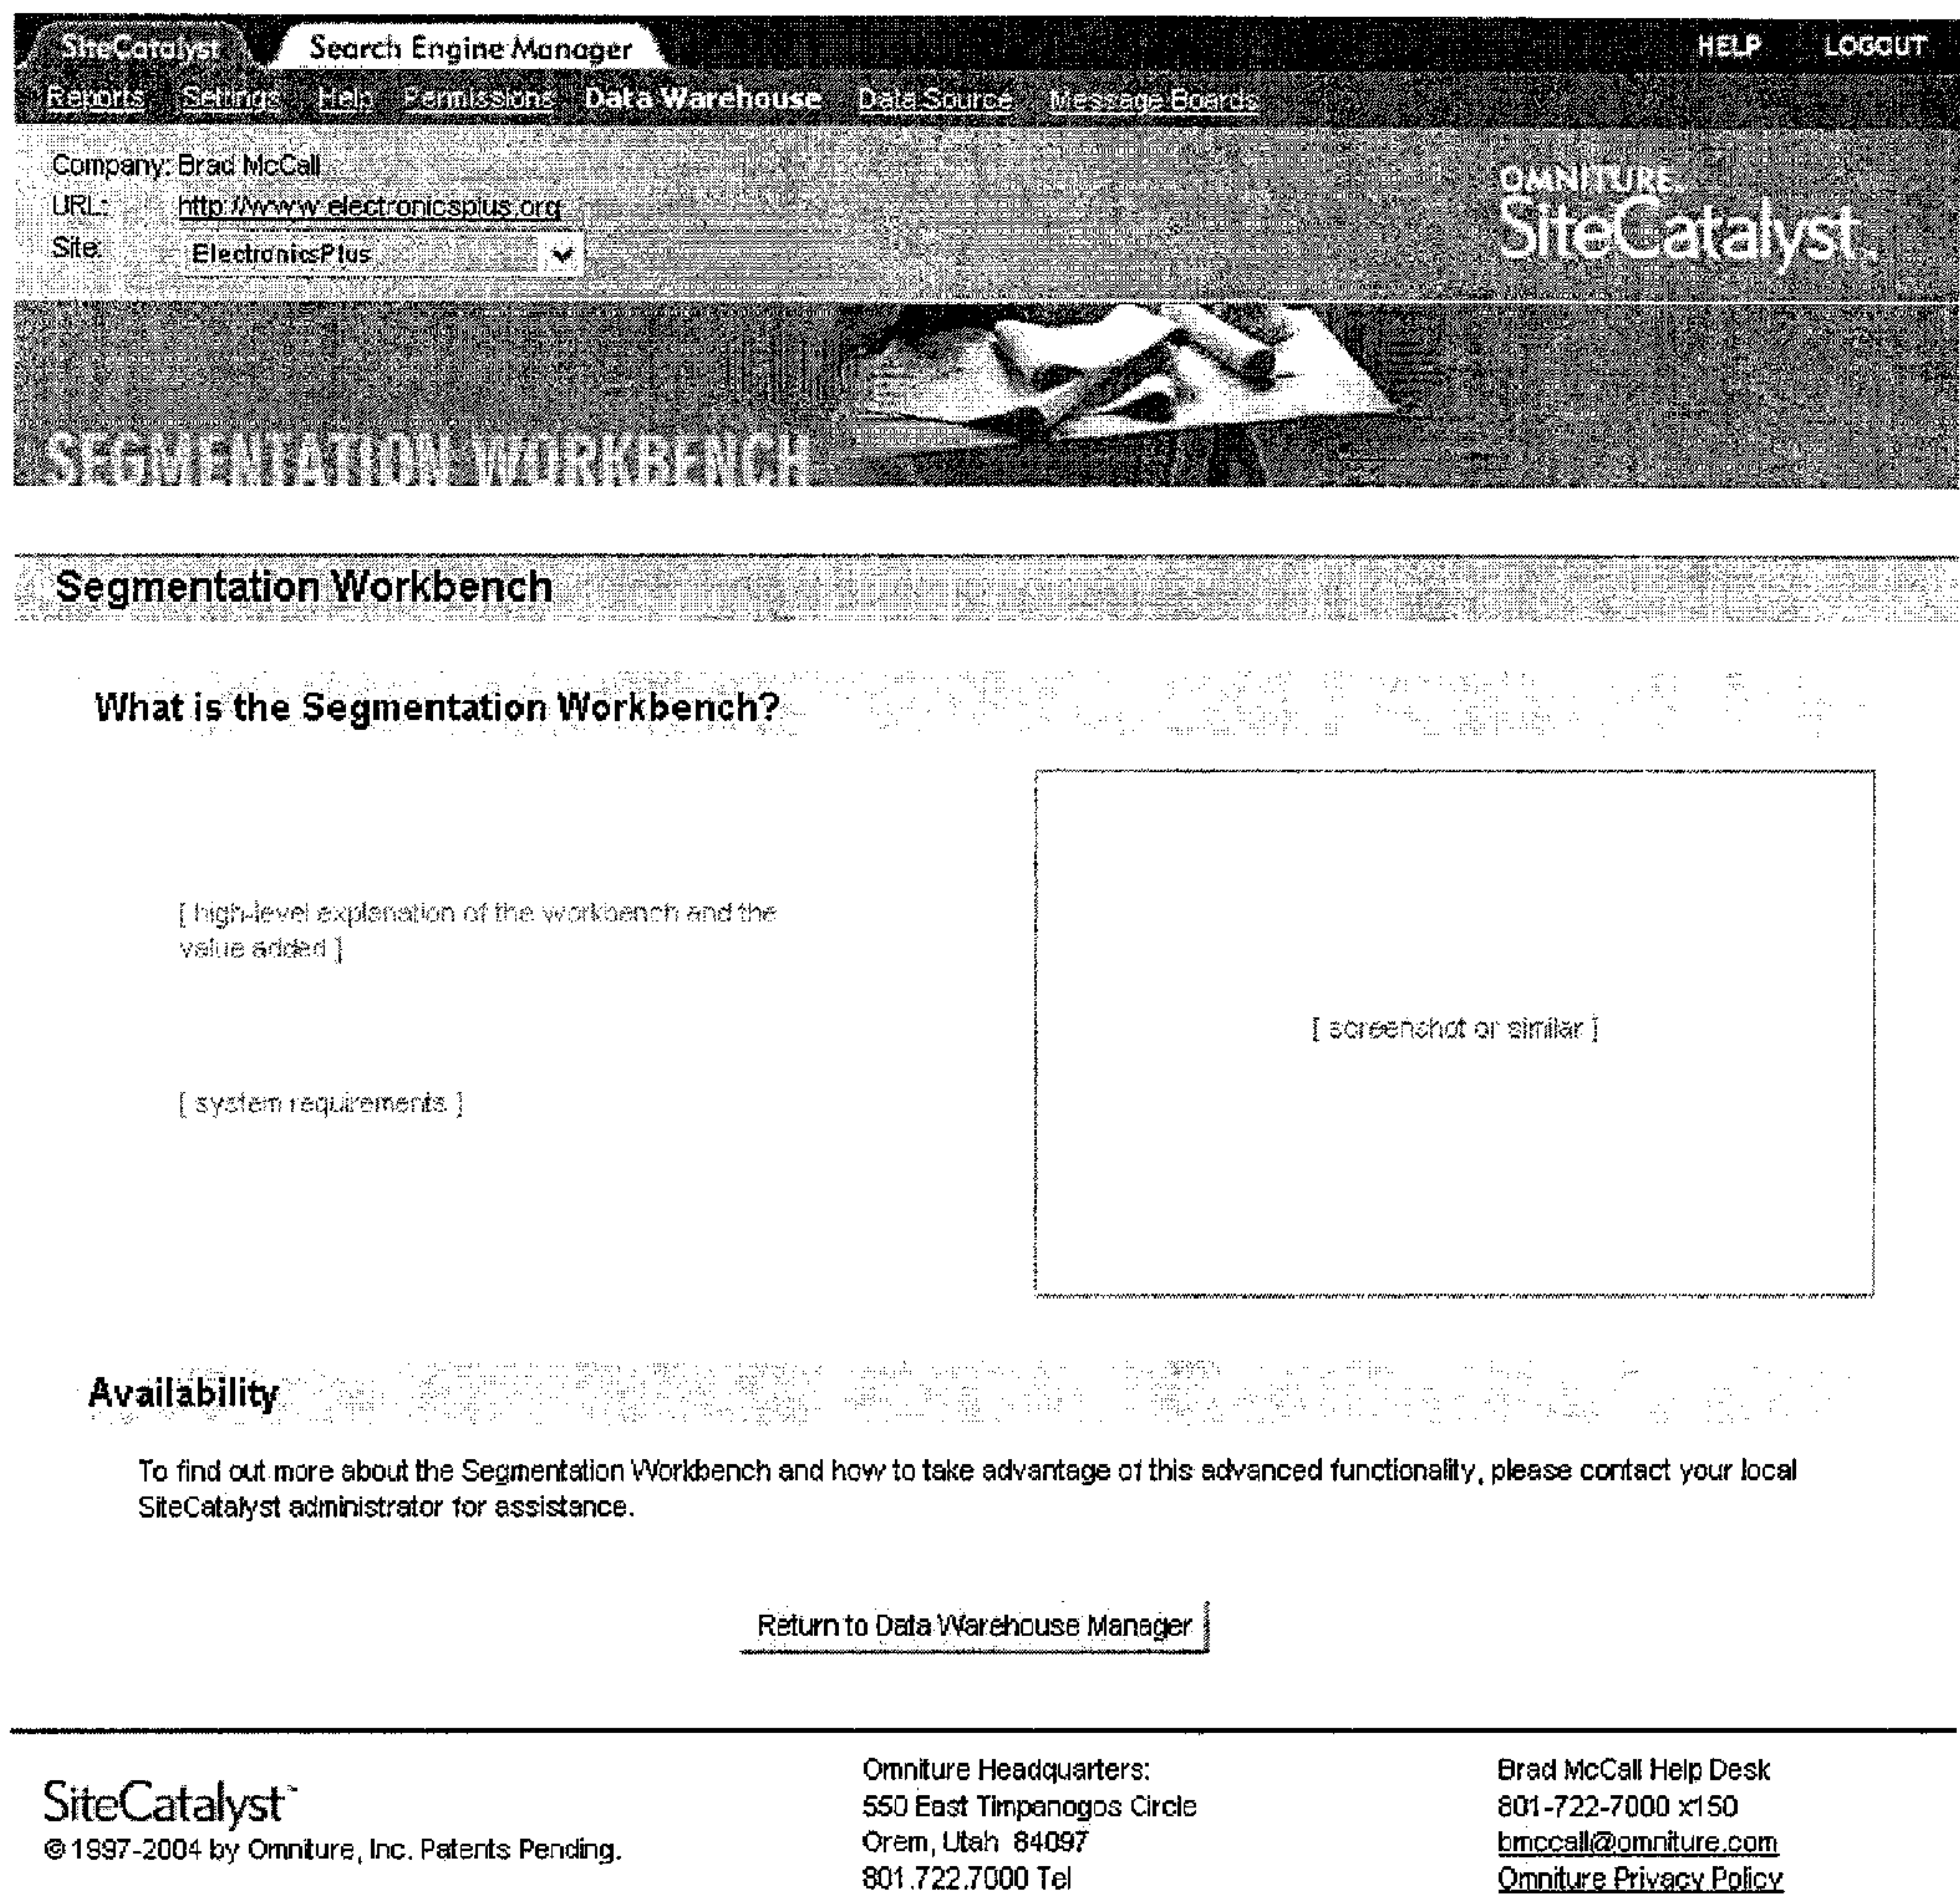 SiteCatalyst Search Engine Manager HELP LOGOUT
Reports Settings Help Permissions Data Warehouse Data Source Message Boards
Company: Brad McCall
URL: http://www.electronicsplus.org
Site: ElectronicsPlus
OMNITURE
SiteCatalyst™
SEGMENTATION WORKBENCH
Segmentation Workbench
What is the Segmentation Workbench?
[ high-level explanation of the workbench and the
value added ]
[ screenshot or similar ]
[ system requirements ]
Availability
To find out more about the Segmentation Workbench and how to take advantage of this advanced functionality, please contact your local
SiteCatalyst administrator for assistance.
Return to Data Warehouse Manager
SiteCatalyst™
© 1997-2004 by Omniture, Inc. Patents Pending.
Omniture Headquarters:
550 East Timpanogos Circle
Orem, Utah 84097
801.722.7000 Tel
Brad McCall Help Desk
801-722-7000 x150
bmccall@omniture.com
Omniture Privacy Policy